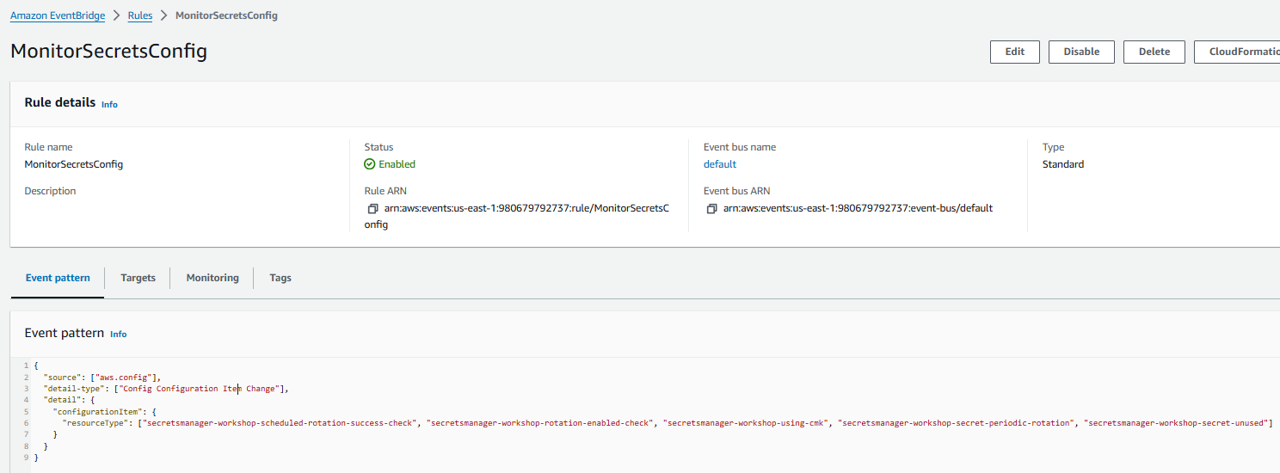 Amazon EventBridge > Rules > MonitorSecretsConfig
MonitorSecretsConfig
Edit Disable Delete CloudFormatio
Rule details Info
Rule name
MonitorSecretsConfig
Description
Status
Enabled
Rule ARN
arn:aws:events:us-east-1:980679792737:rule/MonitorSecretsC
onfig
Event bus name
default
Event bus ARN
arn:aws:events:us-east-1:980679792737:event-bus/default
Type
Standard
Event pattern Targets Monitoring Tags
Event pattern Info
1 {
2 "source": ["aws.config"],
3 "detail-type": ["Config Configuration Item Change"],
4 "detail": {
5 "configurationItem": {
6 "resourceType": ["secretsmanager-workshop-scheduled-rotation-success-check", "secretsmanager-workshop-rotation-enabled-check", "secretsmanager-workshop-using-cmk", "secretsmanager-workshop-secret-periodic-rotation", "secretsmanager-workshop-secret-unused"]
7 }
8 }
9 }